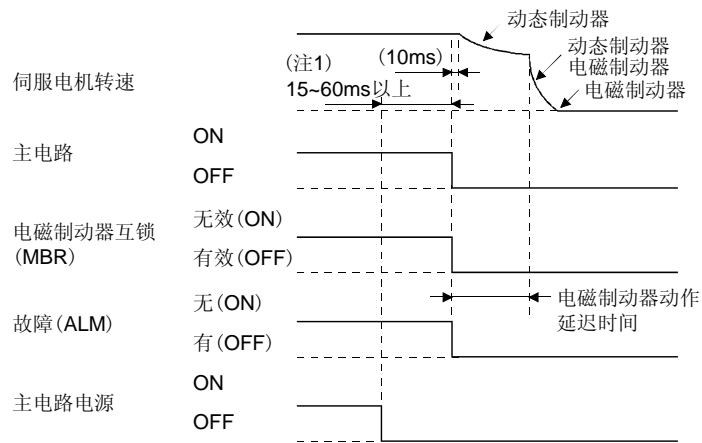 动态制动器
动态制动器
电磁制动器
电磁制动器
(注1)
(10ms)
15~60ms以上
伺服电机转速
主电路
ON
OFF
电磁制动器互锁
(MBR)
无效(ON)
有效(OFF)
故障(ALM)
无(ON)
有(OFF)
电磁制动器动作
延迟时间
主电路电源
ON
OFF